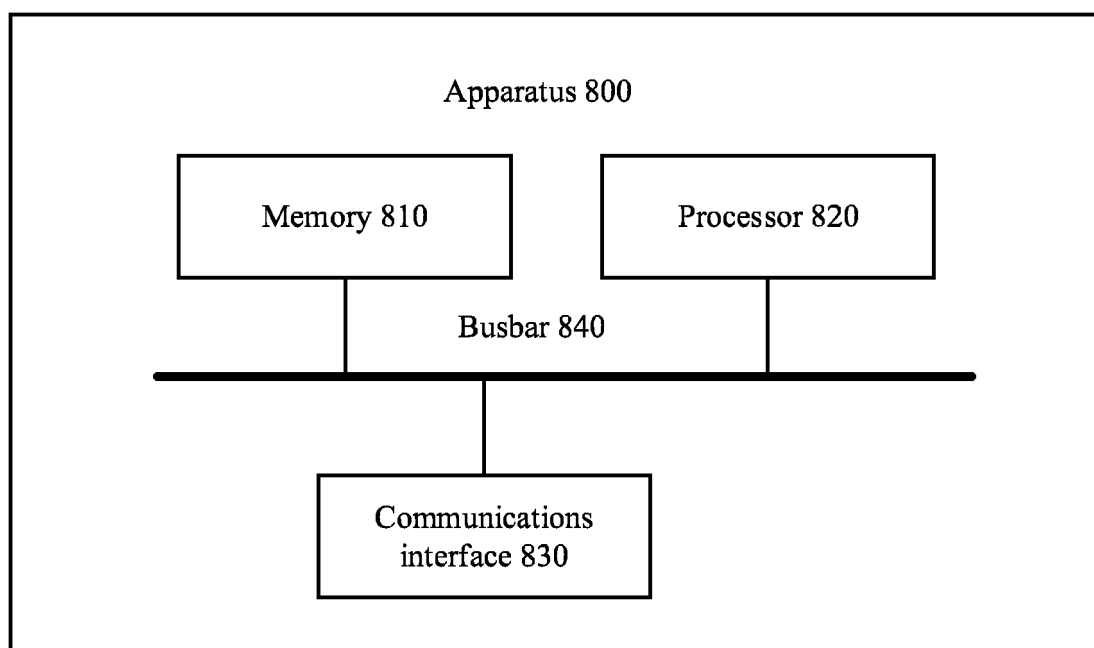 Apparatus 800
Memory 810
Processor 820
Busbar 840
Communications
interface 830